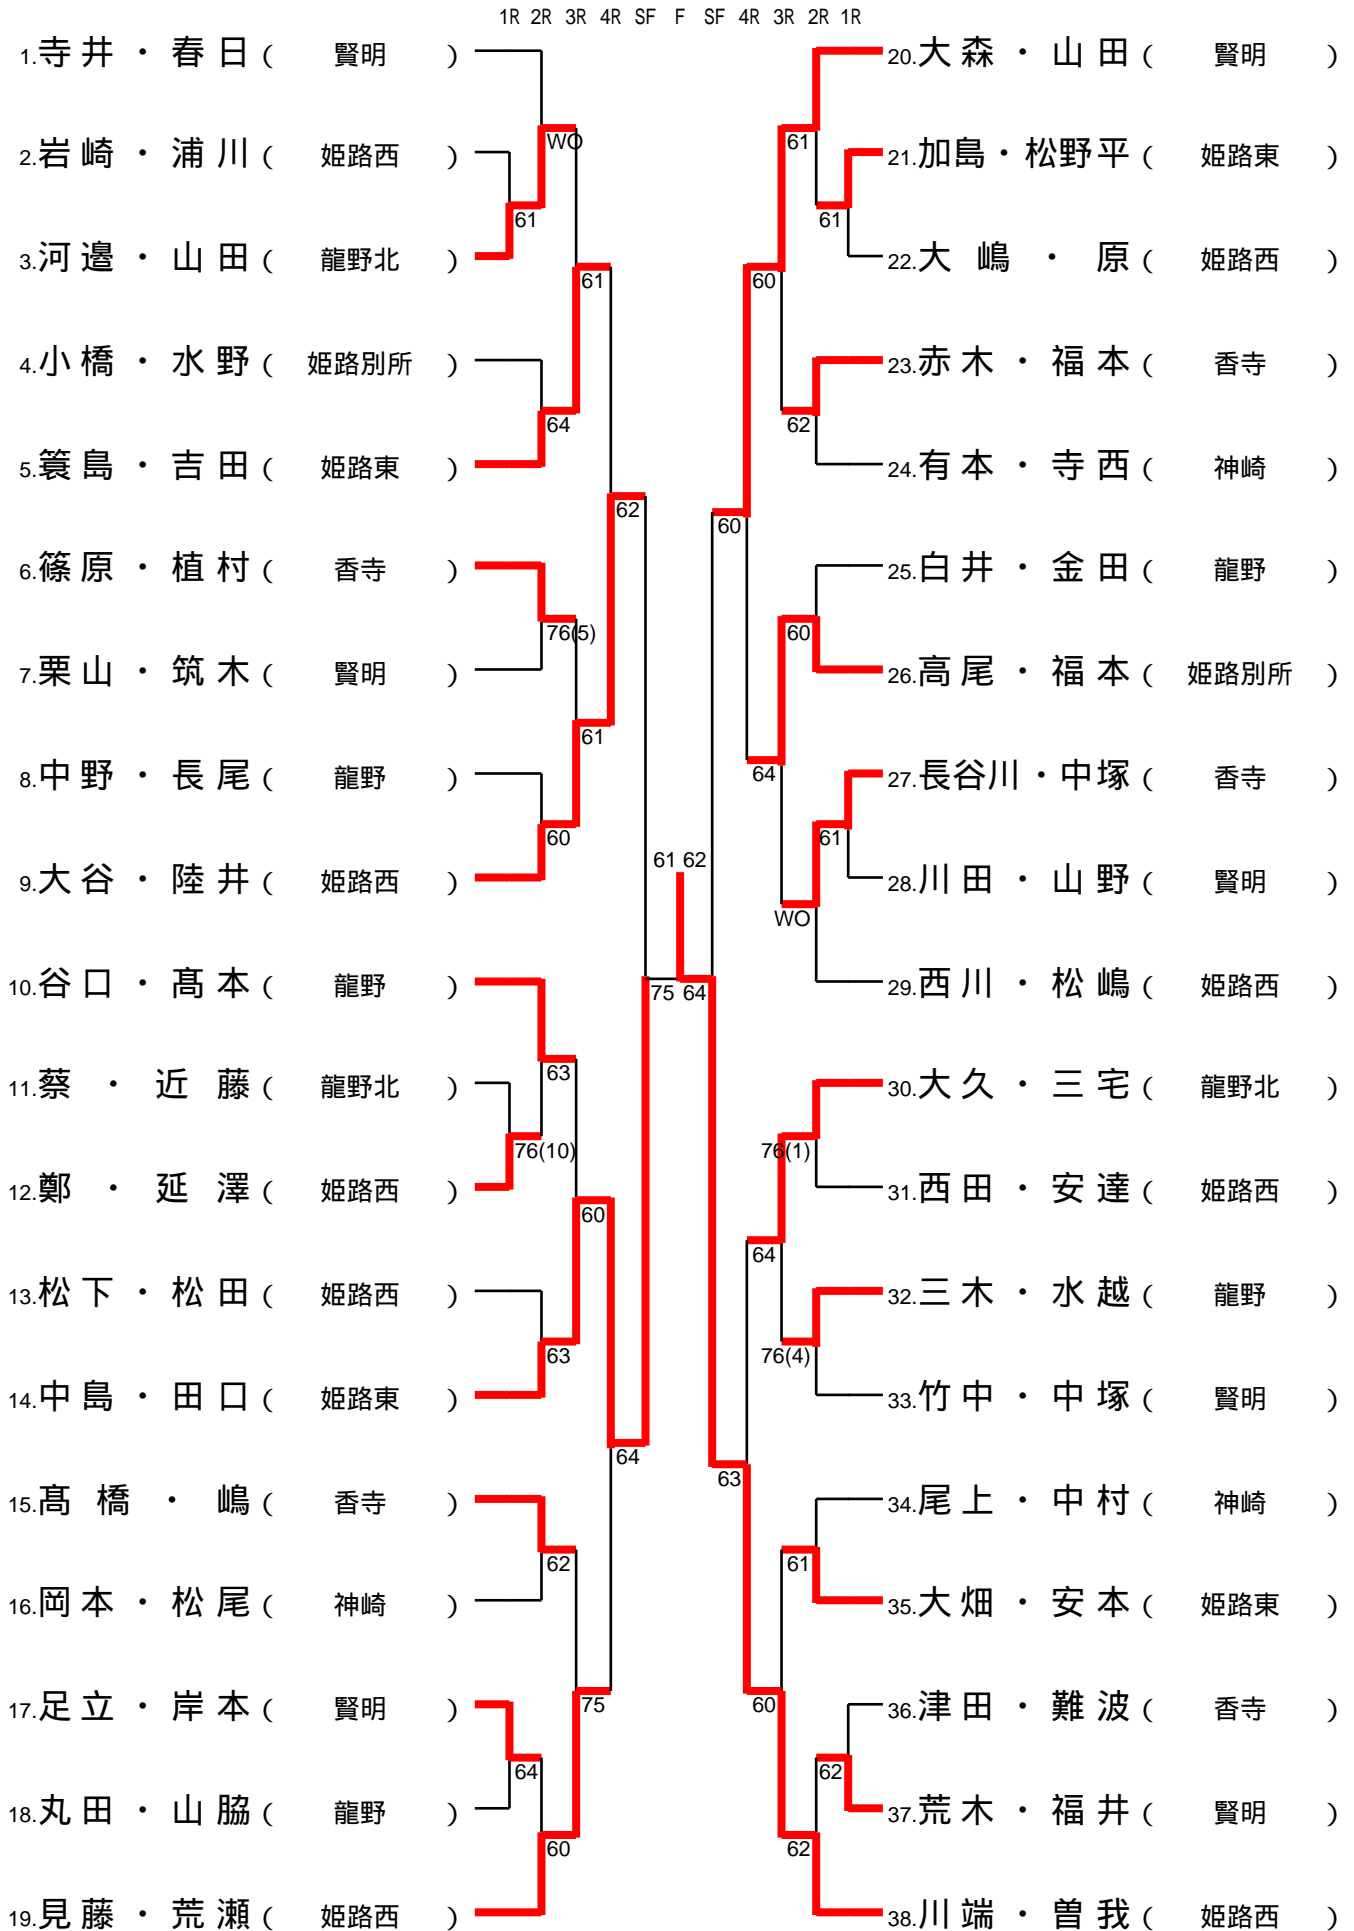 1R 2R 3R 4R SF F SF 4R 3R 2R 1R
1.寺井・春日(賢明)
2.岩崎・浦川(姫路西)
3.河邉・山田(龍野北)
4.小橋・水野(姫路別所)
5.簑島・吉田(姫路東)
6.篠原・植村(香寺)
7.栗山・筑木(賢明)
8.中野・長尾(龍野)
9.大谷・陸井(姫路西)
10.谷口・髙本(龍野)
11.蔡・近藤(龍野北)
12.鄭・延澤(姫路西)
13.松下・松田(姫路西)
14.中島・田口(姫路東)
15.髙橋・嶋(香寺)
16.岡本・松尾(神崎)
17.足立・岸本(賢明)
18.丸田・山脇(龍野)
19.見藤・荒瀬(姫路西)
WO
61
61
64
62
76(5)
61
60
63
76(10)
60
63
64
62
75
64
60
61 62
75 64
61
61
60
62
60
60
64
61
WO
76(1)
64
76(4)
63
61
60
62
62
20.大森・山田(賢明)
21.加島・松野平(姫路東)
22.大嶋・原(姫路西)
23.赤木・福本(香寺)
24.有本・寺西(神崎)
25.白井・金田(龍野)
26.高尾・福本(姫路別所)
27.長谷川・中塚(香寺)
28.川田・山野(賢明)
29.西川・松嶋(姫路西)
30.大久・三宅(龍野北)
31.西田・安達(姫路西)
32.三木・水越(龍野)
33.竹中・中塚(賢明)
34.尾上・中村(神崎)
35.大畑・安本(姫路東)
36.津田・難波(香寺)
37.荒木・福井(賢明)
38.川端・曽我(姫路西)